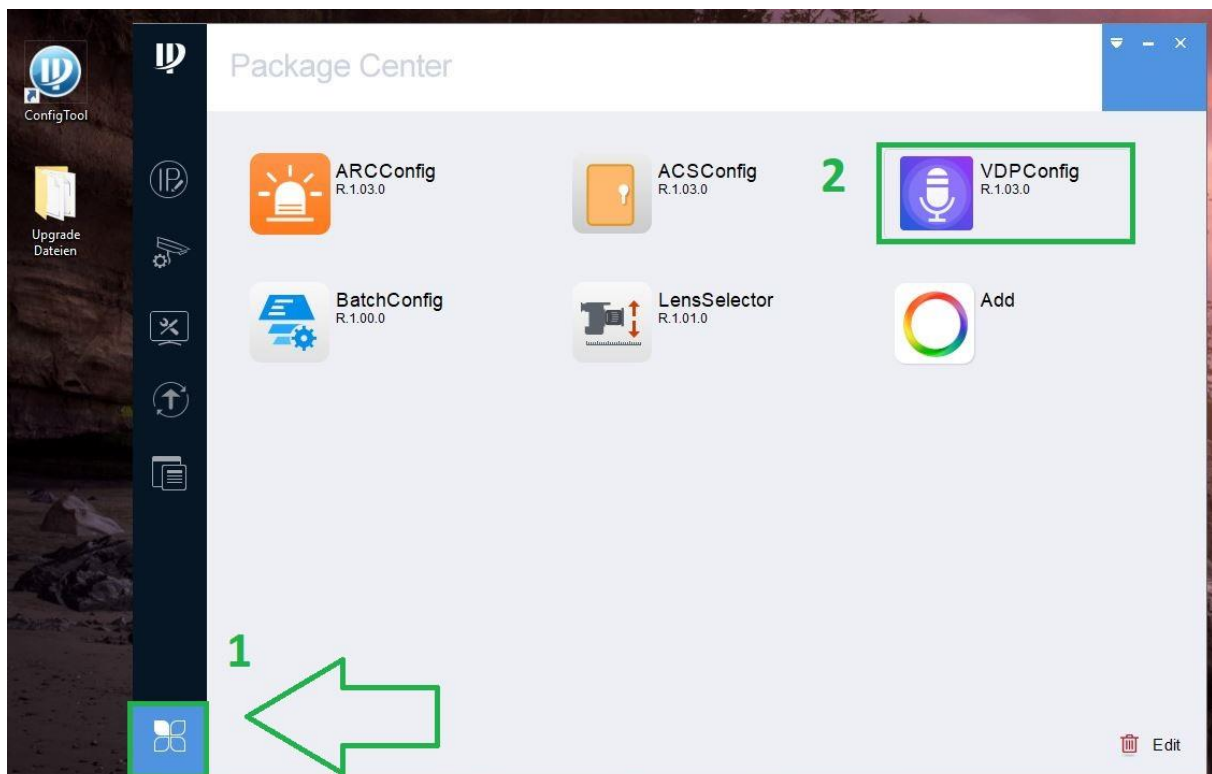 ConfigTool
Upgrade
Dateien
IP
Package Center
ARCConfig
R.1.03.0
ACSConfig
R.1.03.0
2
VDPConfig
R.1.03.0
BatchConfig
R.1.00.0
LensSelector
R.1.01.0
Add
1
Edit